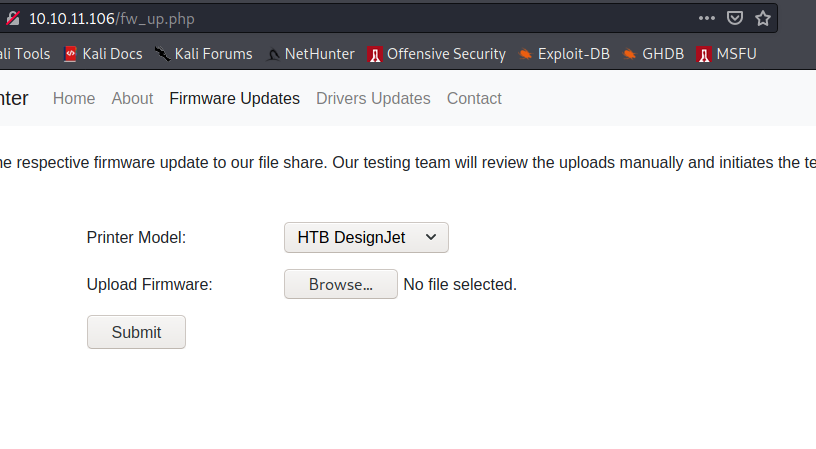 10.10.11.106/fw_up.php
ali Tools Kali Docs Kali Forums NetHunter Offensive Security Exploit-DB GHDB MSFU
nter Home About Firmware Updates Drivers Updates Contact
he respective firmware update to our file share. Our testing team will review the uploads manually and initiates the te
Printer Model: HTB DesignJet
Upload Firmware: Browse... No file selected.
Submit